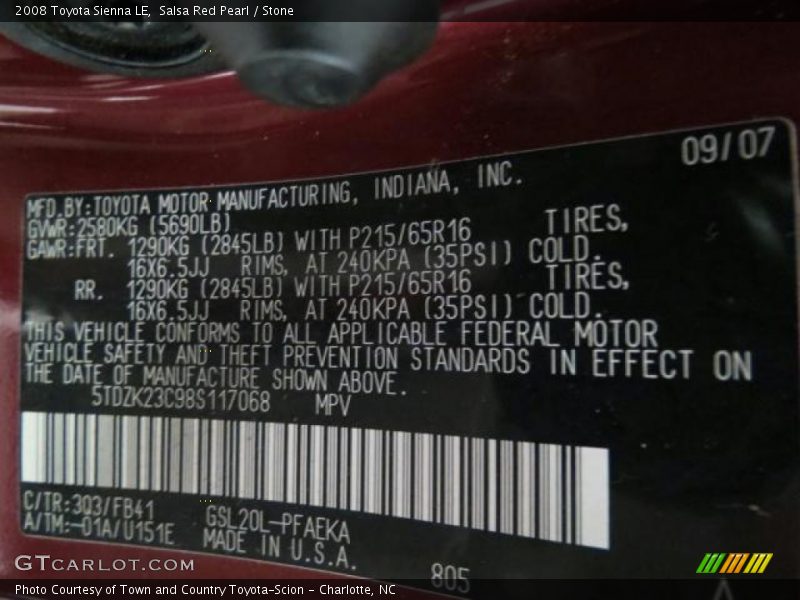 2008 Toyota Sienna LE, Salsa Red Pearl / Stone
09/07
MFD.BY:TOYOTA MOTOR MANUFACTURING, INDIANA, INC.
GVWR:2580KG (5690LB)
GAWR:FRT. 1290KG (2845LB) WITH P215/65R16 TIRES,
16X6.5JJ RIMS, AT 240KPA (35PSI) COLD.
RR. 1290KG (2845LB) WITH P215/65R16 TIRES,
16X6.5JJ RIMS, AT 240KPA (35PSI) COLD.
THIS VEHICLE CONFORMS TO ALL APPLICABLE FEDERAL MOTOR
VEHICLE SAFETY AND THEFT PREVENTION STANDARDS IN EFFECT ON
THE DATE OF MANUFACTURE SHOWN ABOVE.
5TDZK23C98S117068 MPV
C/TR:3Q3/FB41
A/TM:-01A/U151E
GSL20L-PFAEKA
MADE IN U.S.A.
805
GTCARLOT.COM
Photo Courtesy of Town and Country Toyota-Scion - Charlotte, NC